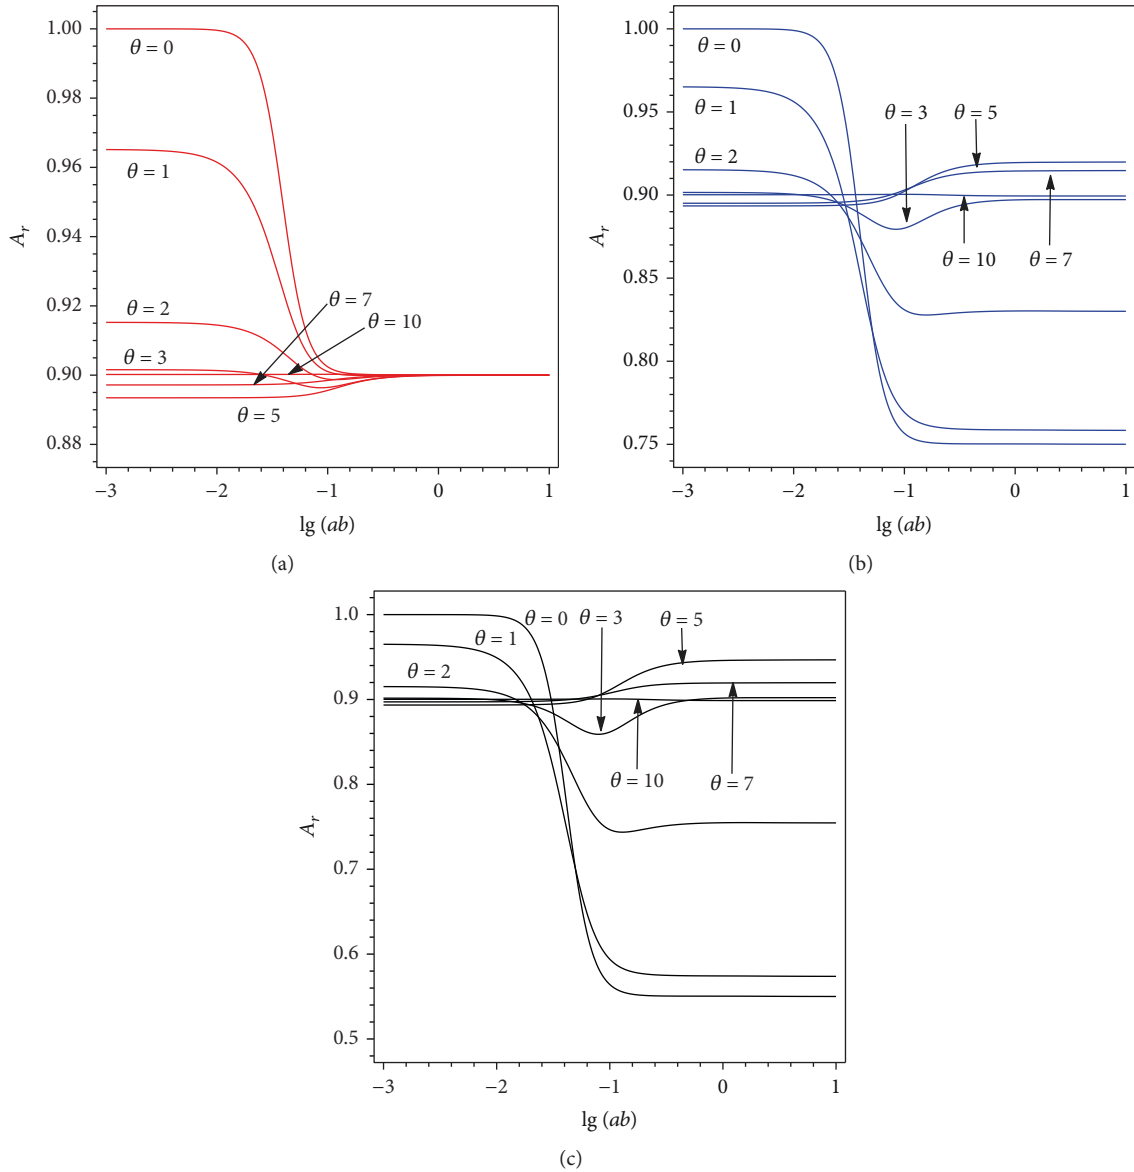 1.00
0.98
0.96
0.94
0.92
0.90
0.88
A_r
θ = 0
θ = 1
θ = 2
θ = 3
θ = 5
θ = 7
θ = 10
−3 −2 −1 0 1
lg (ab)
(a)
1.00
0.95
0.90
0.85
0.80
0.75
A_r
θ = 0
θ = 1
θ = 2
θ = 3
θ = 5
θ = 10
θ = 7
−3 −2 −1 0 1
lg (ab)
(b)
1.0
0.9
0.8
0.7
0.6
0.5
A_r
θ = 0 θ = 3 θ = 5
θ = 1
θ = 2
θ = 10 θ = 7
−3 −2 −1 0 1
lg (ab)
(c)